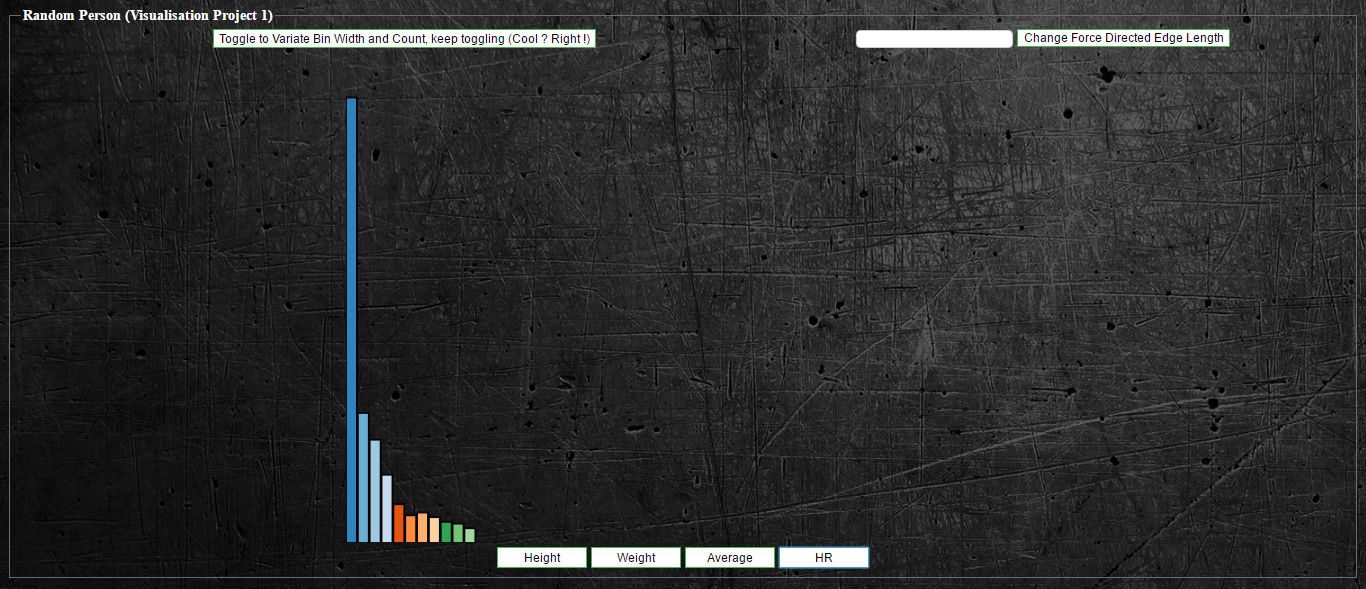 Random Person (Visualisation Project 1)
Toggle to Variate Bin Width and Count, keep toggling (Cool ? Right !)
Change Force Directed Edge Length
Height
Weight
Average
HR